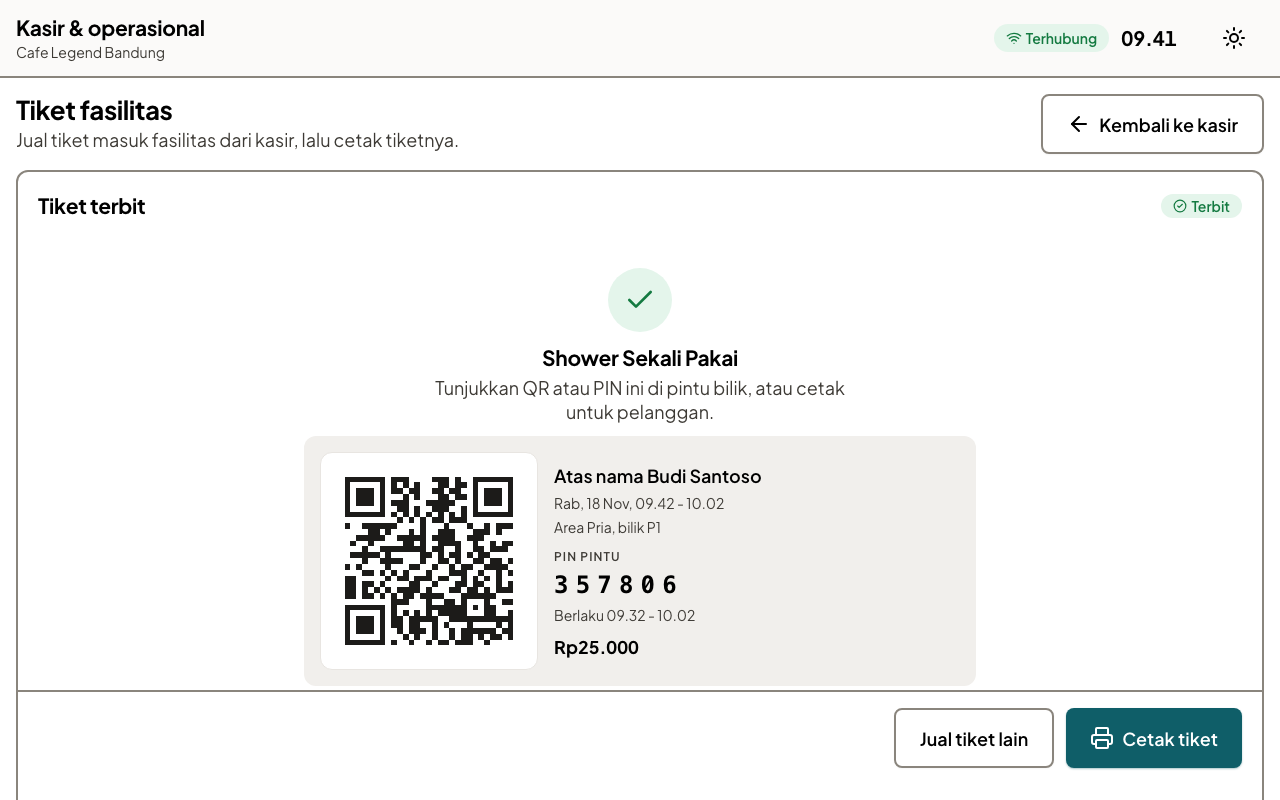 Kasir & operasional
Cafe Legend Bandung
Terhubung
09.41
Tiket fasilitas
Jual tiket masuk fasilitas dari kasir, lalu cetak tiketnya.
Kembali ke kasir
Tiket terbit
Terbit
Shower Sekali Pakai
Tunjukkan QR atau PIN ini di pintu bilik, atau cetak
untuk pelanggan.
Atas nama Budi Santoso
Rab, 18 Nov, 09.42 - 10.02
Area Pria, bilik P1
PIN PINTU
357806
Berlaku 09.32 - 10.02
Rp25.000
Jual tiket lain
Cetak tiket